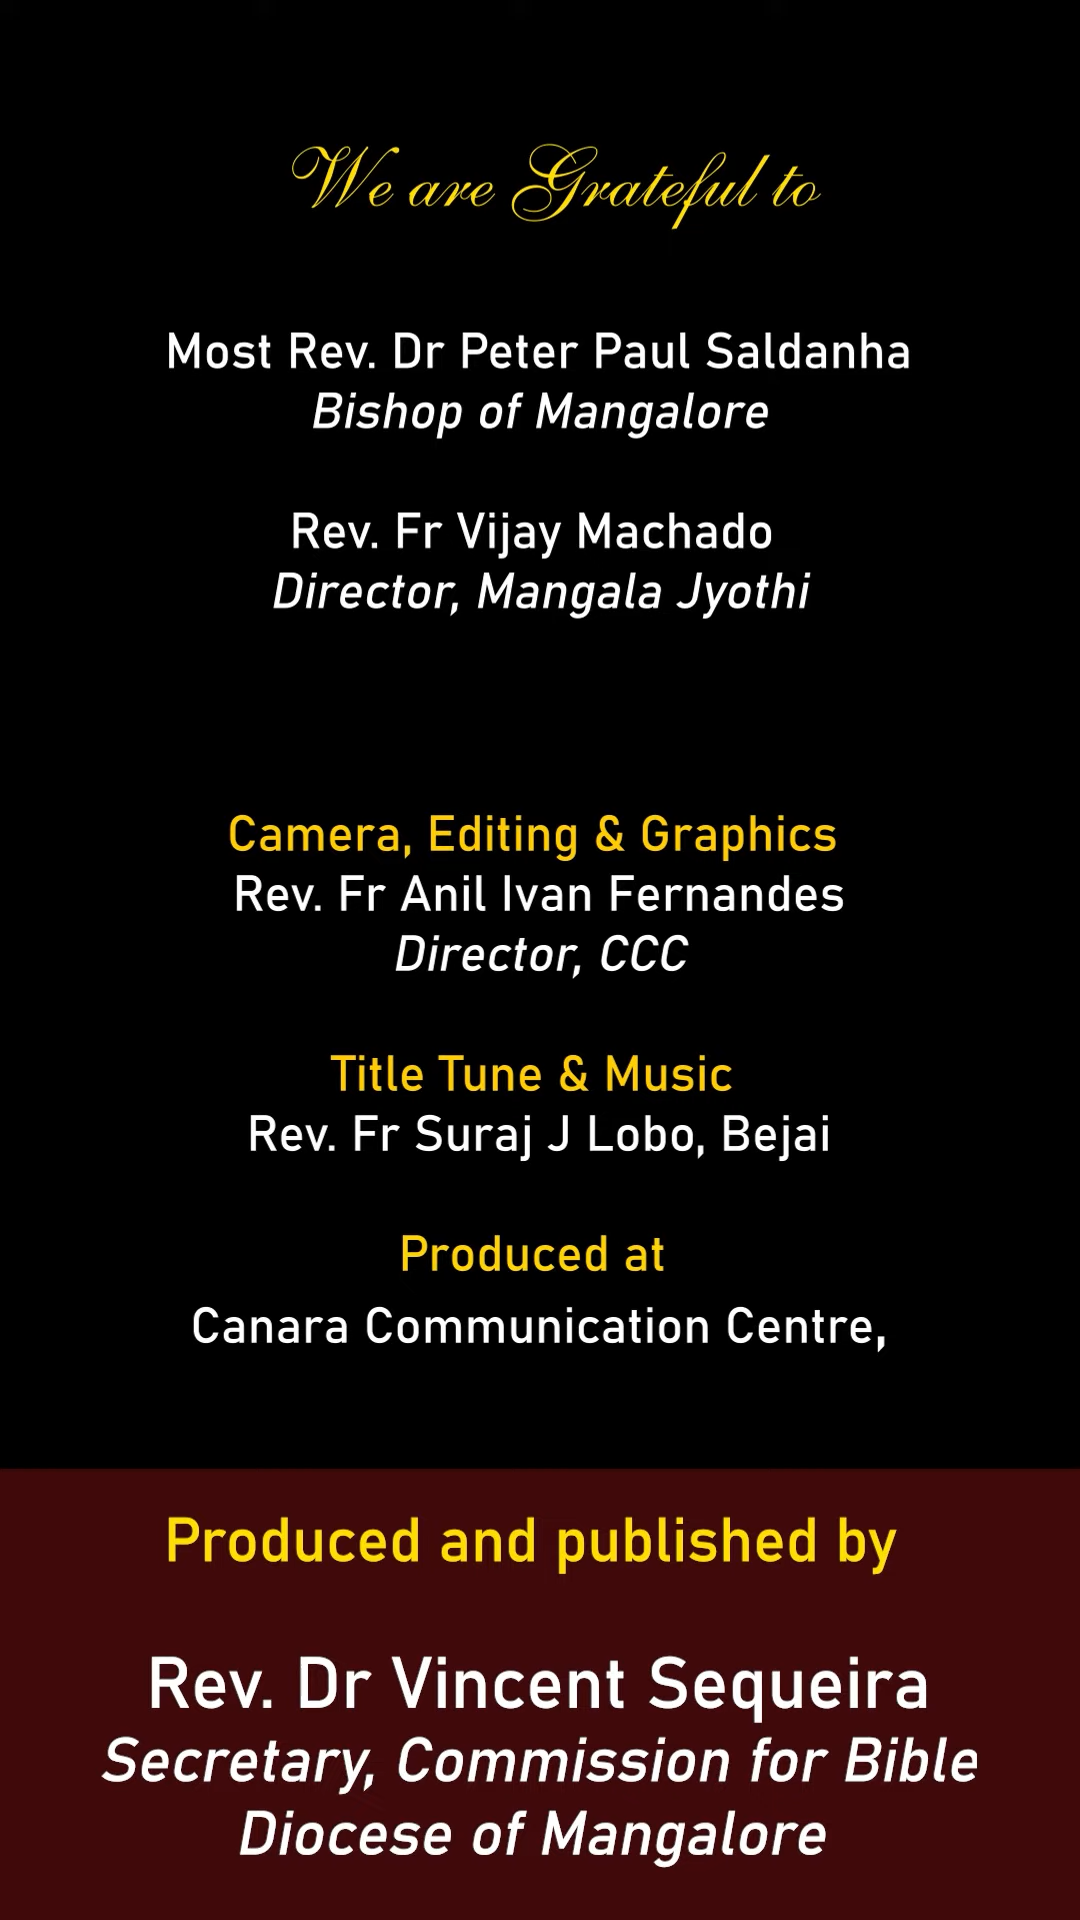 We are Grateful to
Most Rev. Dr Peter Paul Saldanha
Bishop of Mangalore
Rev. Fr Vijay Machado
Director, Mangala Jyothi
Camera, Editing & Graphics
Rev. Fr Anil Ivan Fernandes
Director, CCC
Title Tune & Music
Rev. Fr Suraj J Lobo, Bejai
Produced at
Canara Communication Centre,
Produced and published by
Rev. Dr Vincent Sequeira
Secretary, Commission for Bible
Diocese of Mangalore